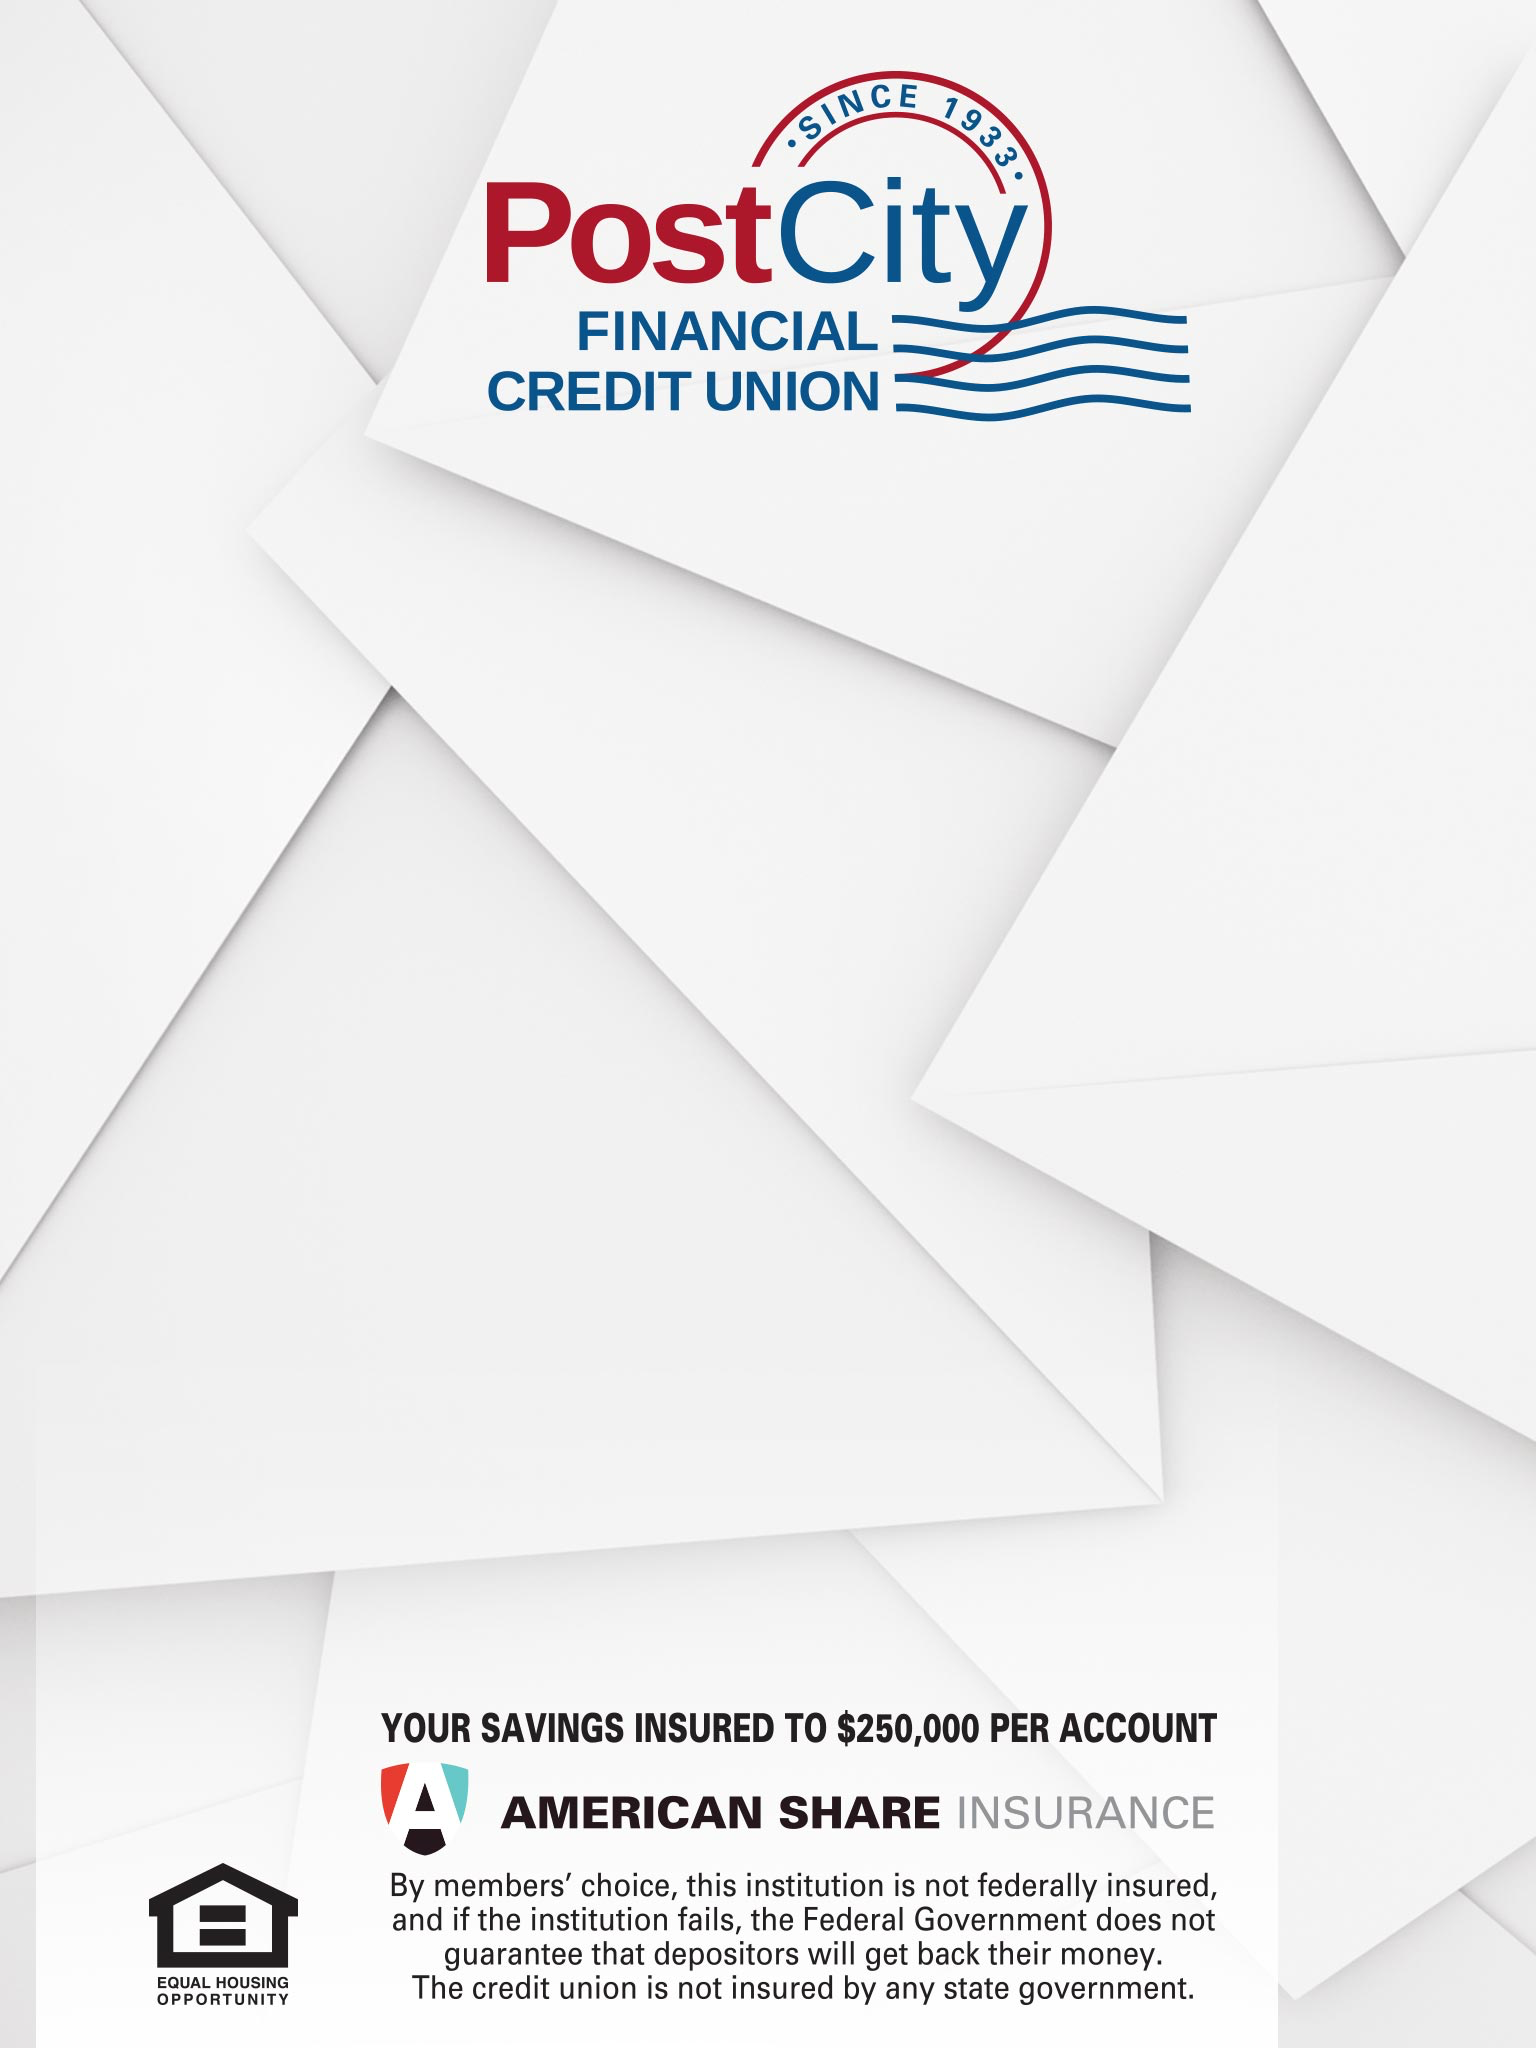 ·SINCE 1933·
PostCity
FINANCIAL
CREDIT UNION
YOUR SAVINGS INSURED TO $250,000 PER ACCOUNT
A AMERICAN SHARE INSURANCE
By members’ choice, this institution is not federally insured,
and if the institution fails, the Federal Government does not
guarantee that depositors will get back their money.
The credit union is not insured by any state government.
EQUAL HOUSING
OPPORTUNITY